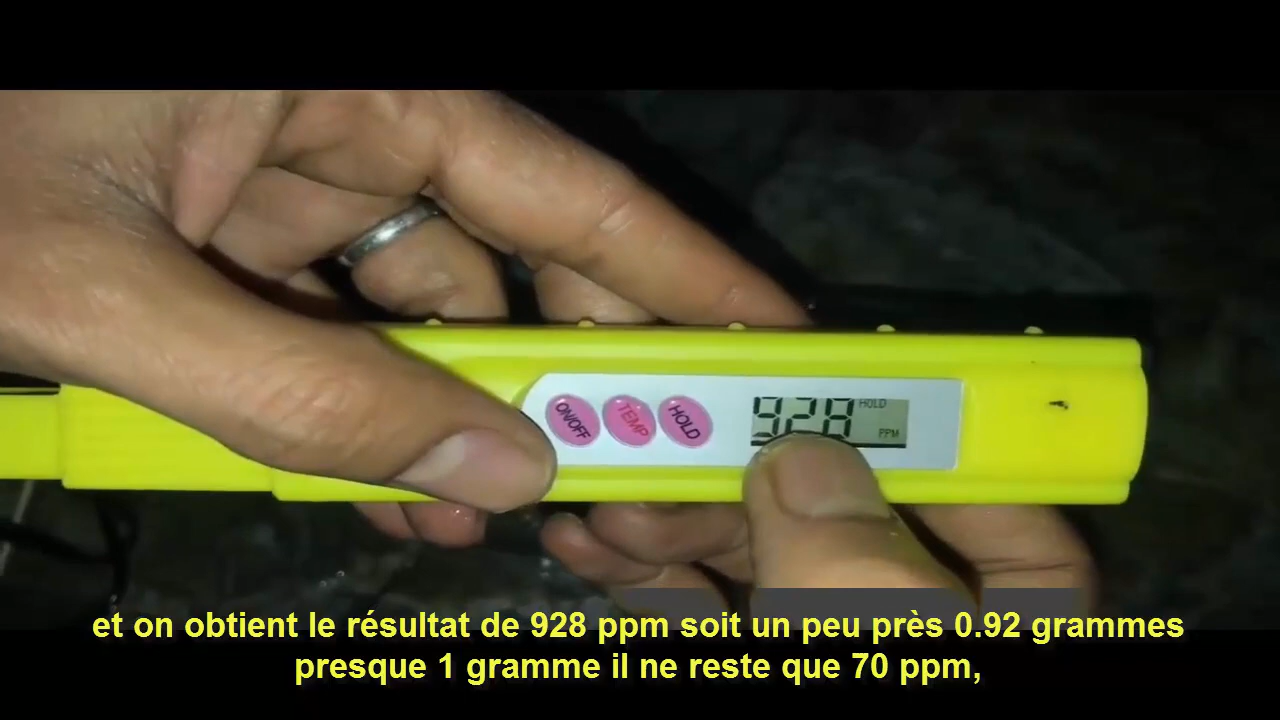 ON/OFF TEMP HOLD
928 HOLD
PPM
et on obtient le résultat de 928 ppm soit un peu près 0.92 grammes
presque 1 gramme il ne reste que 70 ppm,